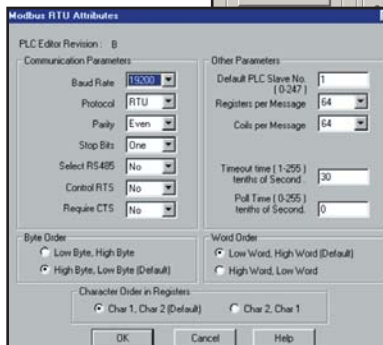 Modbus RTU Attributes
PLC Editor Revision : B
Communication Parameters
Baud Rate 19200
Protocol RTU
Parity Even
Stop Bits One
Select RS485 No
Control RTS No
Require CTS No
Other Parameters
Default PLC Slave No. 1
(0-247)
Registers per Message 64
Coils per Message 64
Timeout time ( 1-255 )
tenths of Second . 30
Poll Time ( 0-255 )
tenths of Second. 0
Byte Order
Low Byte, High Byte
High Byte, Low Byte (Default)
Word Order
Low Word, High Word (Default)
High Word, Low Word
Character Order in Registers
Char 1, Char 2 (Default) Char 2, Char 1
OK Cancel Help